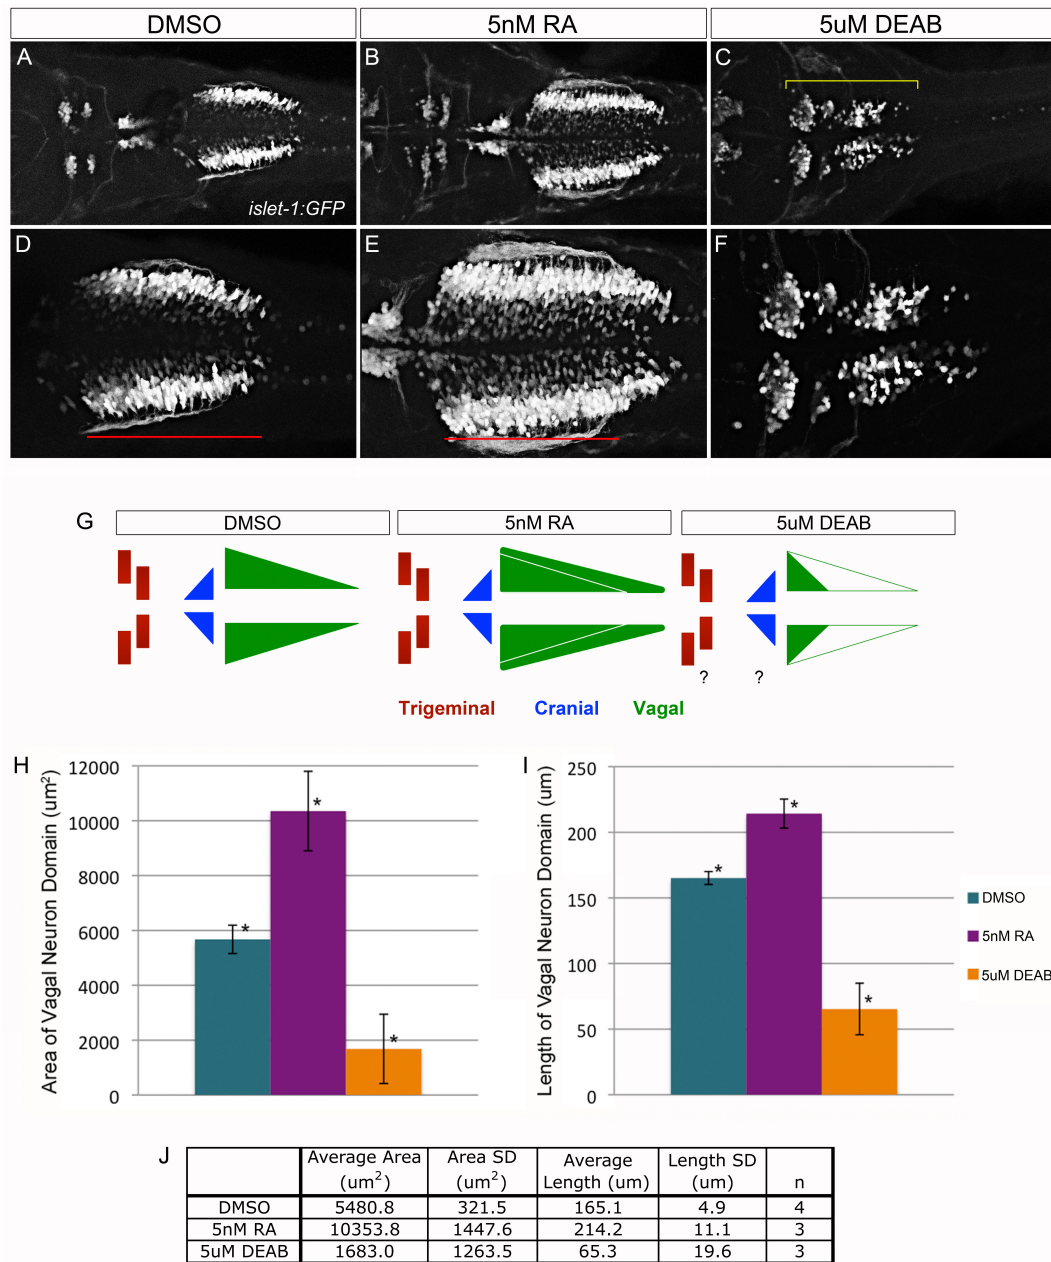 DMSO
5nM RA
5uM DEAB
A
B
C
islet-1:GFP
D
E
F
G
DMSO
5nM RA
5uM DEAB
? ?
Trigeminal Cranial Vagal
H
Area of Vagal Neuron Domain (um²)
12000
10000
8000
6000
4000
2000
0
*
*
*
I
Length of Vagal Neuron Domain (um)
250
200
150
100
50
0
*
*
*
DMSO
5nM RA
5uM DEAB
J
Average Area (um²) Area SD (um²) Average Length (um) Length SD (um) n
DMSO 5480.8 321.5 165.1 4.9 4
5nM RA 10353.8 1447.6 214.2 11.1 3
5uM DEAB 1683.0 1263.5 65.3 19.6 3